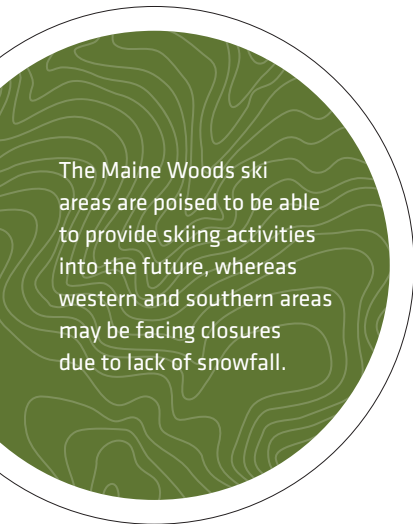 The Maine Woods ski
areas are poised to be able
to provide skiing activities
into the future, whereas
western and southern areas
may be facing closures
due to lack of snowfall.